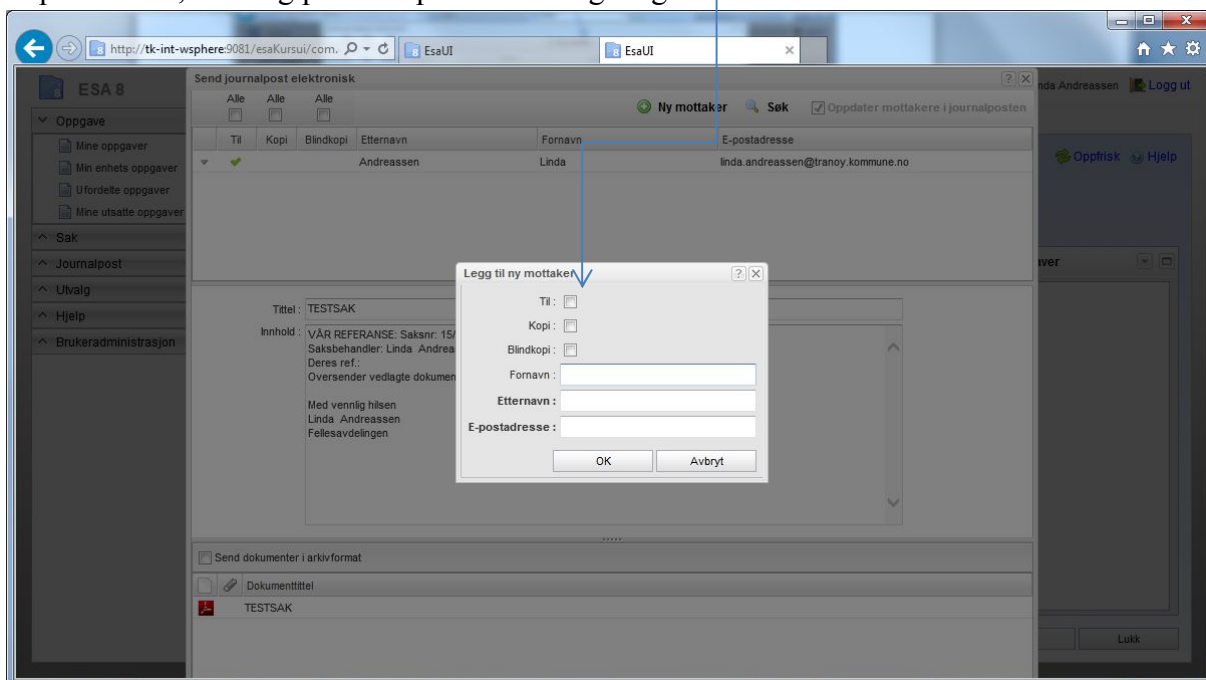 http://tk-int-wsphere:9081/esaKursui/com.
EsaUI
EsaUI
ESA 8
Send journalpost elektronisk
nda Andreassen
Logg ut
Alle
Alle
Alle
Ny mottaker
Søk
Oppdater mottakere i journalposten
Oppgave
Til
Kopi
Blindkopi
Etternavn
Fornavn
E-postadresse
Mine oppgaver
Andreassen
Linda
linda.andreassen@tranoy.kommune.no
Oppfrisk
Hjelp
Min enhets oppgaver
Ufordelte oppgaver
Mine utsatte oppgaver
Sak
Journalpost
Utvalg
Hjelp
Brukeradministrasjon
Legg til ny mottaker
Til :
Kopi :
Blindkopi :
Fornavn :
Etternavn :
E-postadresse :
OK
Avbryt
Tittel :
TESTSAK
Innhold :
VÅR REFERANSE: Saksnr: 15/
Saksbehandler: Linda Andrea
Deres ref.:
Oversender vedlagte dokumen
Med vennlig hilsen
Linda Andreassen
Fellesavdelingen
Send dokumenter i arkivformat
Dokumenttittel
TESTSAK
Lukk